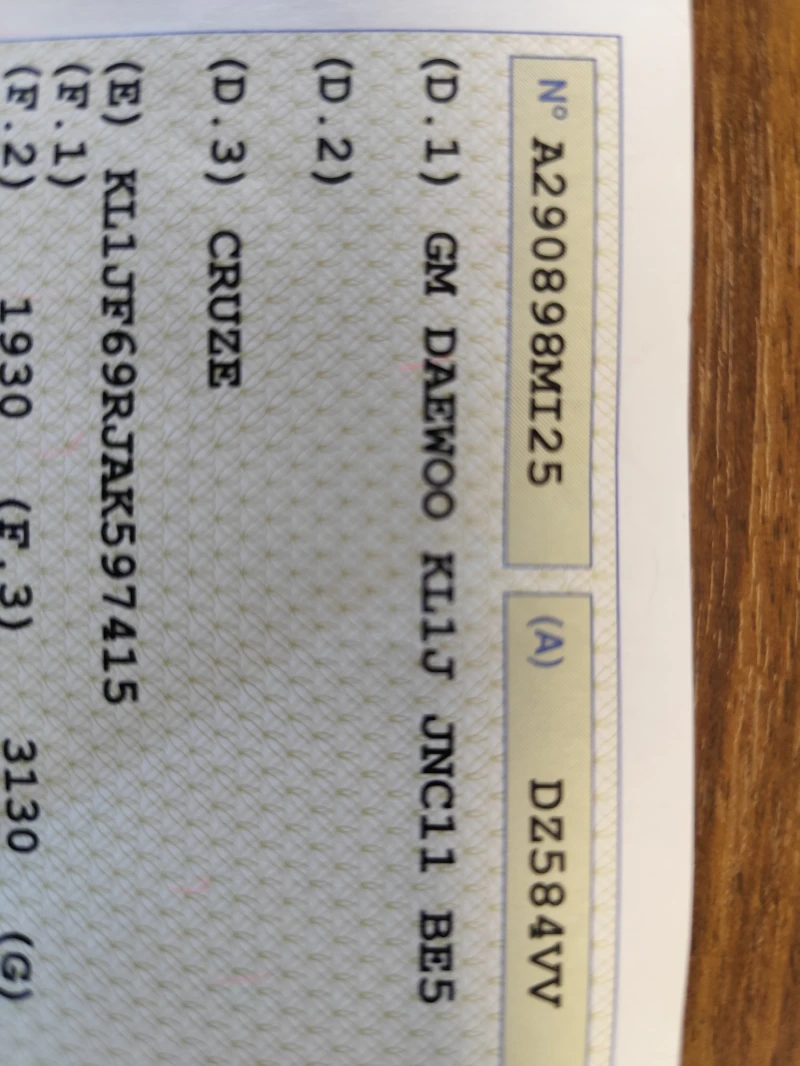 N° A290898MI25 (A) DZ584VV
(D.1) GM DAEWOO KL1J JNC11 BE5
(D.2)
(D.3) CRUZE
(E) KL1JF69RJAK597415
(F.1)
(F.2) 1930 (F.3) 3130 (G)